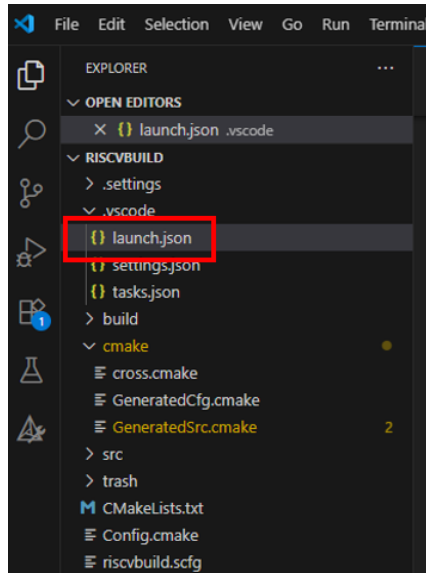 File Edit Selection View Go Run Termina
EXPLORER ...
OPEN EDITORS
{} launch.json .vscode
RISCVBUILD
.settings
.vscode
{} launch.json
{} settings.json
{} tasks.json
build
cmake
cross.cmake
GeneratedCfg.cmake
GeneratedSrc.cmake 2
src
trash
M CMakeLists.txt
Config.cmake
riscvbuild.scfg
1